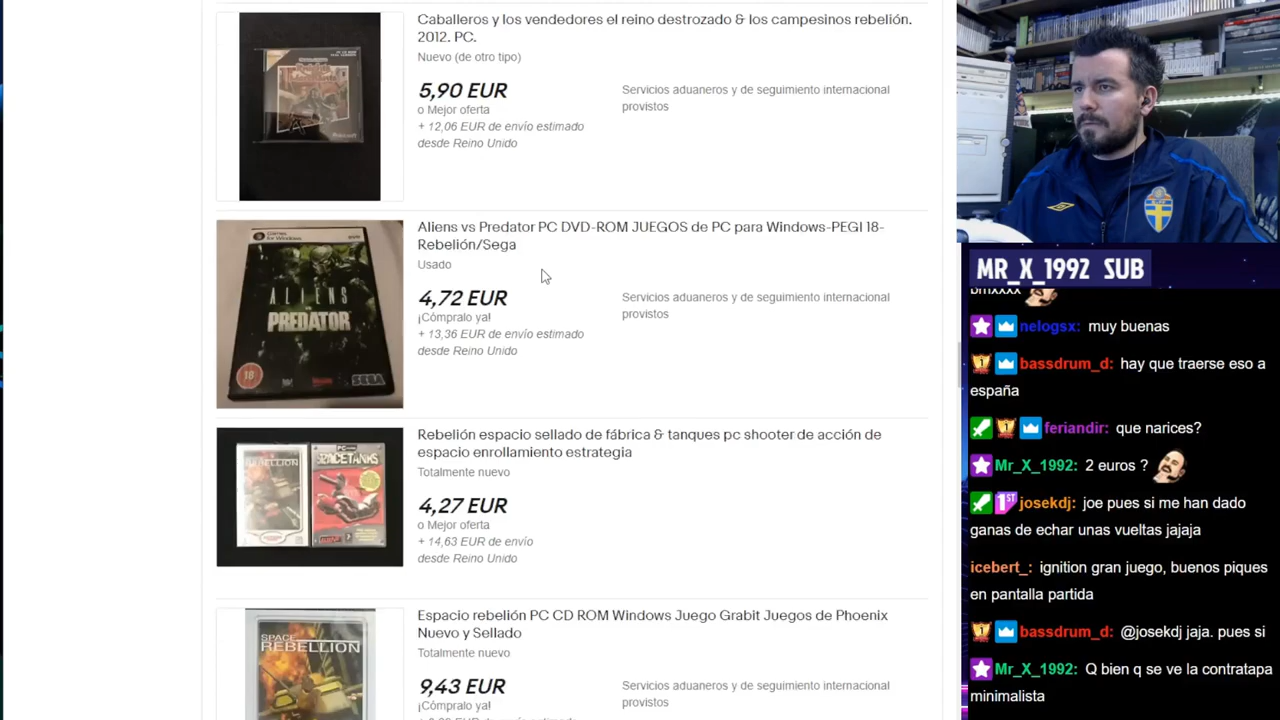 Caballeros y los vendedores el reino destrozado & los campesinos rebelión.
2012. PC.
Nuevo (de otro tipo)
5,90 EUR
o Mejor oferta
+ 12,06 EUR de envío estimado
desde Reino Unido
Servicios aduaneros y de seguimiento internacional
provistos
Aliens vs Predator PC DVD-ROM JUEGOS de PC para Windows-PEGI 18-
Rebelión/Sega
Usado
4,72 EUR
¡Cómpralo ya!
+ 13,36 EUR de envío estimado
desde Reino Unido
Servicios aduaneros y de seguimiento internacional
provistos
Games
for Windows
ALIENS
PREDATOR
18
SEGA
Rebelión espacio sellado de fábrica & tanques pc shooter de acción de
espacio enrollamiento estrategia
Totalmente nuevo
4,27 EUR
o Mejor oferta
+ 14,63 EUR de envío
desde Reino Unido
REBELLION
SPACETANKS
Espacio rebelión PC CD ROM Windows Juego Grabit Juegos de Phoenix
Nuevo y Sellado
Totalmente nuevo
9,43 EUR
¡Cómpralo ya!
Servicios aduaneros y de seguimiento internacional
provistos
SPACE
REBELLION
MR_X_1992 SUB
nelogsx: muy buenas
bassdrum_d: hay que traerse eso a
españa
feriandir: que narices?
Mr_X_1992: 2 euros ?
josekdj: joe pues si me han dado
ganas de echar unas vueltas jajaja
icebert_: ignition gran juego, buenos piques
en pantalla partida
bassdrum_d: @josekdj jaja. pues si
Mr_X_1992: Q bien q se ve la contratapa
minimalista